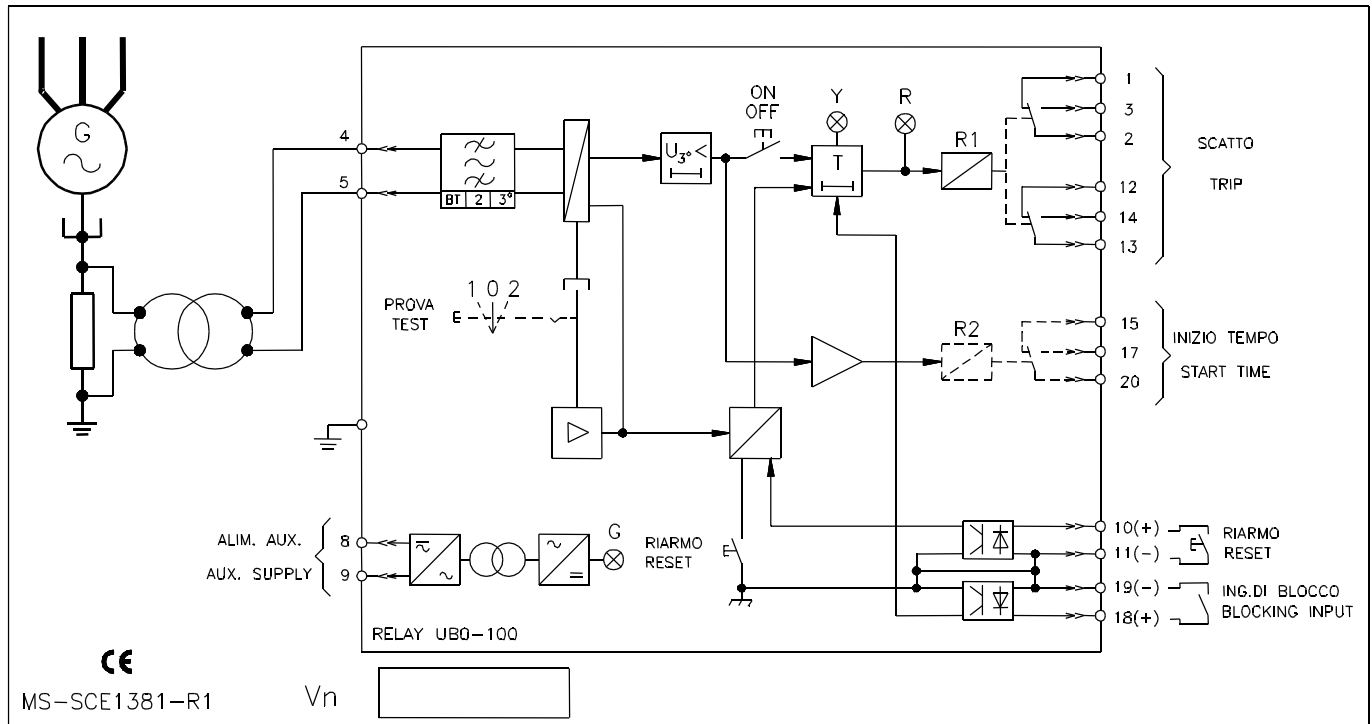 G
4
5
BT 2 3°
U3° <
ON
OFF
Y
R
T
R1
1
3
2
12
14
13
SCATTO
TRIP
PROVA
TEST
1 0 2
R2
15
17
20
INIZIO TEMPO
START TIME
ALIM. AUX.
AUX. SUPPLY
8
9
G
RIARMO
RESET
10(+)
11(-)
RIARMO
RESET
19(-)
18(+)
ING.DI BLOCCO
BLOCKING INPUT
RELAY UB0-100
CE
MS-SCE1381-R1
Vn